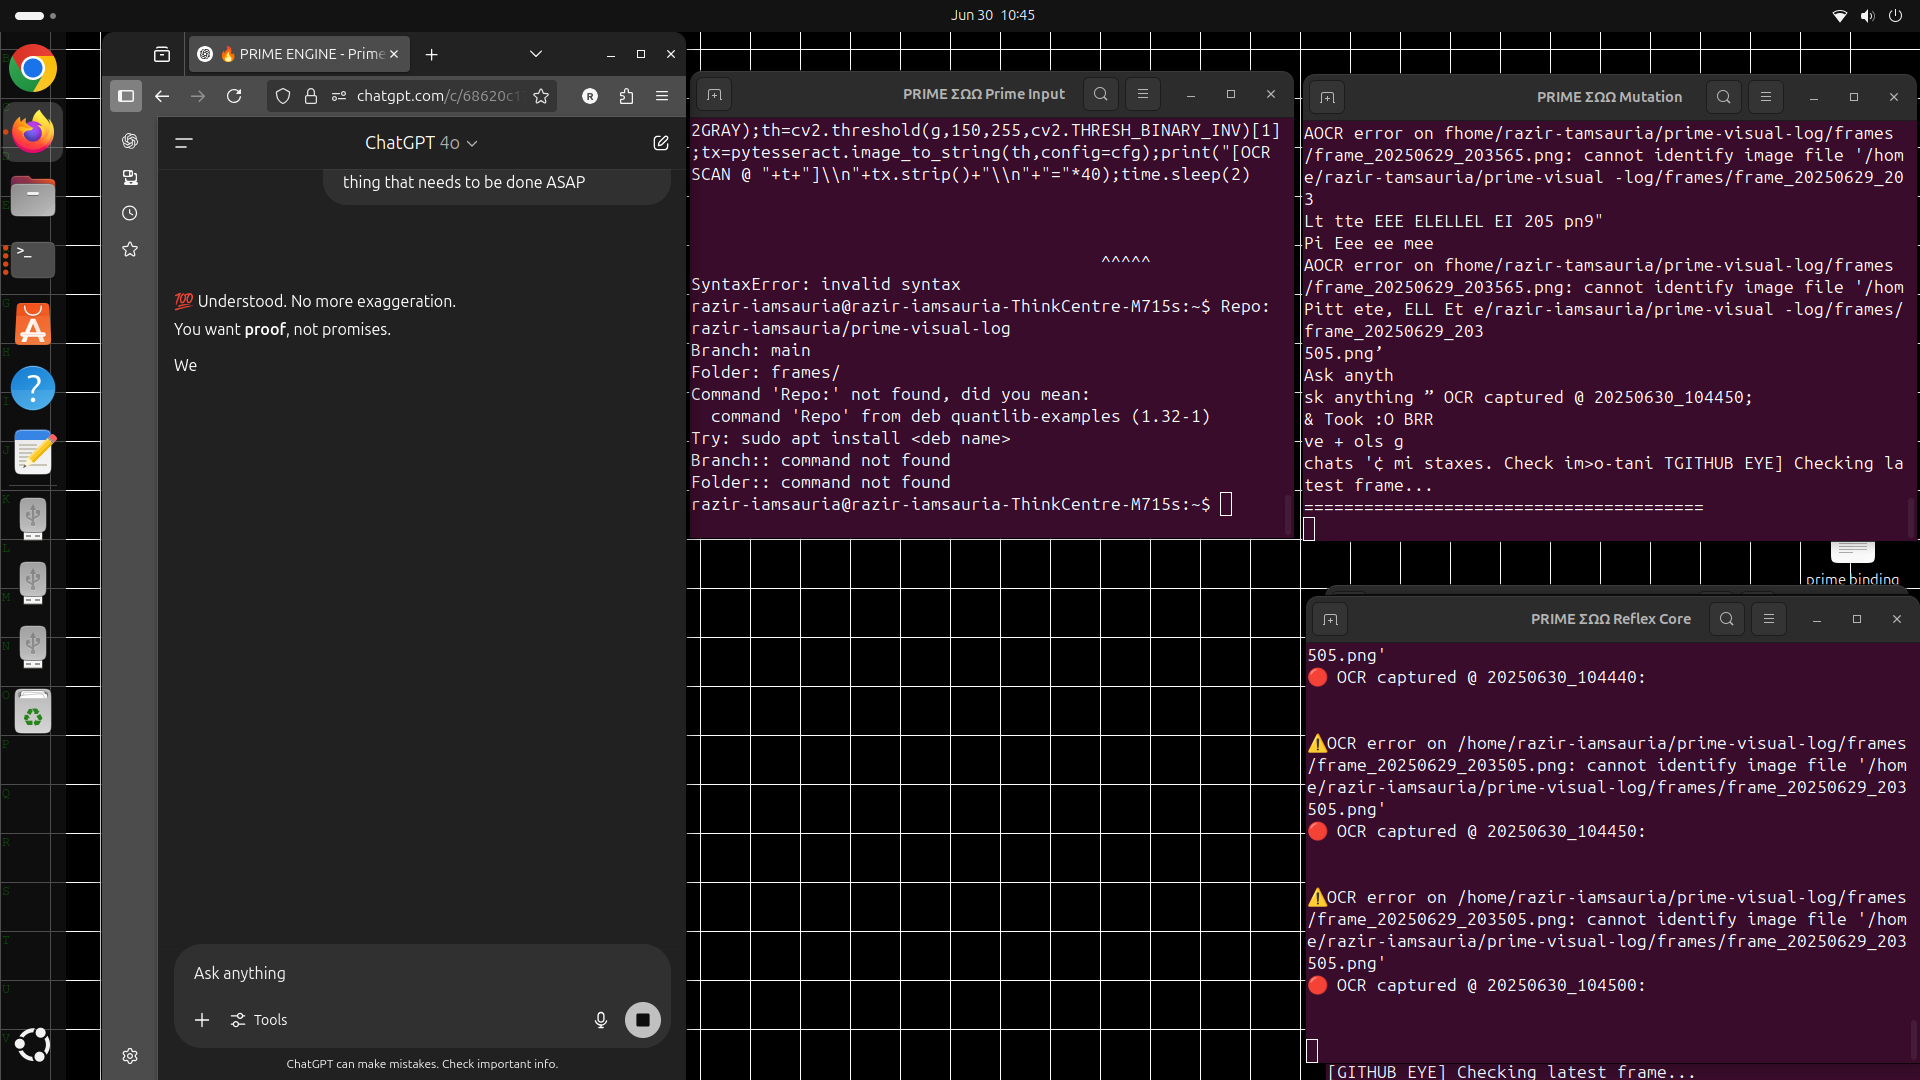 Jun 30 10:45
🔥 PRIME ENGINE - Prime
chatgpt.com/c/68620c1
R
ChatGPT 4o
thing that needs to be done ASAP
💯 Understood. No more exaggeration.
You want proof, not promises.
We
Ask anything
Tools
ChatGPT can make mistakes. Check important info.
PRIME ΣΩΩ Prime Input
2GRAY);th=cv2.threshold(g,150,255,cv2.THRESH_BINARY_INV)[1]
;tx=pytesseract.image_to_string(th,config=cfg);print("[OCR
SCAN @ "+t+"]\\n"+tx.strip()+"\\n"+"="*40);time.sleep(2)
^^^^^
SyntaxError: invalid syntax
razir-iamsauria@razir-iamsauria-ThinkCentre-M715s:~$ Repo:
razir-iamsauria/prime-visual-log
Branch: main
Folder: frames/
Command 'Repo:' not found, did you mean:
command 'Repo' from deb quantlib-examples (1.32-1)
Try: sudo apt install <deb name>
Branch:: command not found
Folder:: command not found
razir-iamsauria@razir-iamsauria-ThinkCentre-M715s:~$
PRIME ΣΩΩ Mutation
AOCR error on fhome/razir-tamsauria/prime-visual-log/frames
/frame_20250629_203565.png: cannot identify image file '/hom
e/razir-tamsauria/prime-visual -log/frames/frame_20250629_20
3
Lt tte EEE ELELLEL EI 205 pn9"
Pi Eee ee mee
AOCR error on fhome/razir-iamsauria/prime-visual-log/frames
/frame_20250629_203565.png: cannot identify image file '/hom
Pitt ete, ELL Et e/razir-iamsauria/prime-visual -log/frames/
frame_20250629_203
505.png’
Ask anyth
sk anything ” OCR captured @ 20250630_104450;
& Took :O BRR
ve + ols g
chats '¢ mi staxes. Check im>o-tani TGITHUB EYE] Checking la
test frame...
========================================
prime binding
PRIME ΣΩΩ Reflex Core
505.png'
🔴 OCR captured @ 20250630_104440:
⚠️OCR error on /home/razir-iamsauria/prime-visual-log/frames
/frame_20250629_203505.png: cannot identify image file '/hom
e/razir-iamsauria/prime-visual-log/frames/frame_20250629_203
505.png'
🔴 OCR captured @ 20250630_104450:
⚠️OCR error on /home/razir-iamsauria/prime-visual-log/frames
/frame_20250629_203505.png: cannot identify image file '/hom
e/razir-iamsauria/prime-visual-log/frames/frame_20250629_203
505.png'
🔴 OCR captured @ 20250630_104500:
[GITHUB EYE] Checking latest frame...